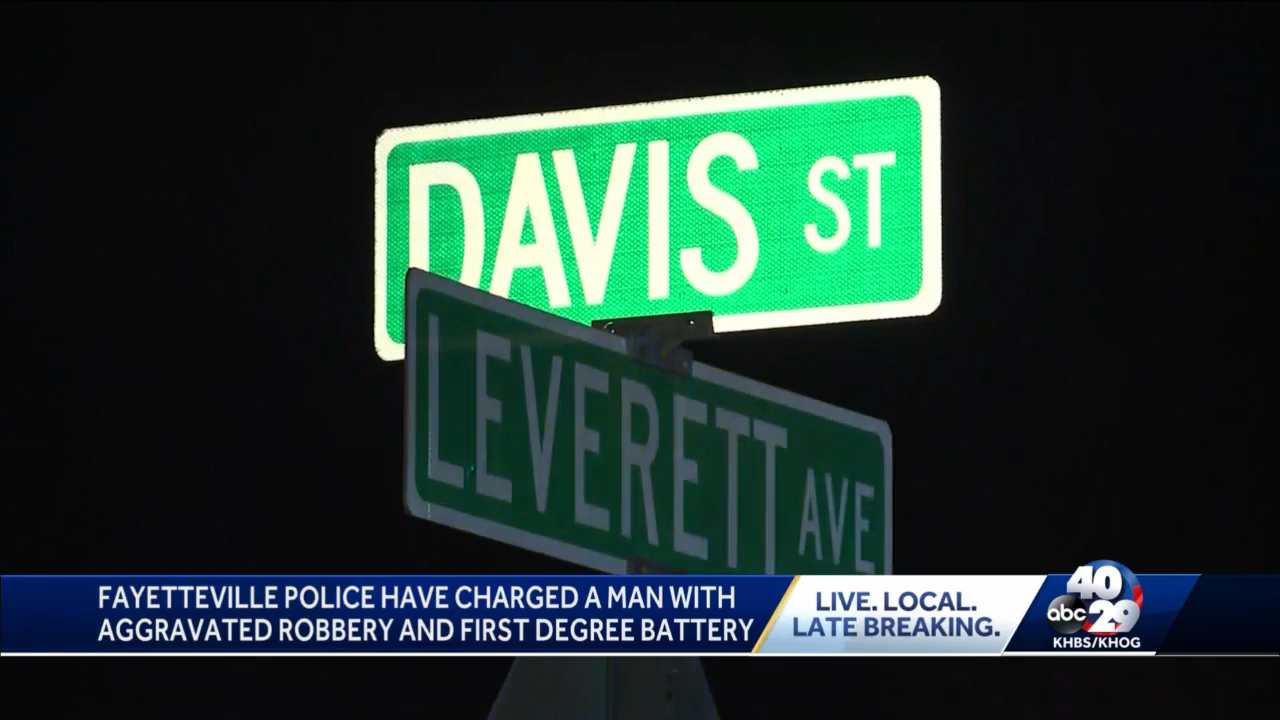 DAVIS ST
LEVERETT AVE
FAYETTEVILLE POLICE HAVE CHARGED A MAN WITH
AGGRAVATED ROBBERY AND FIRST DEGREE BATTERY
LIVE. LOCAL.
LATE BREAKING.
40
abc 29
KHBS/KHOG